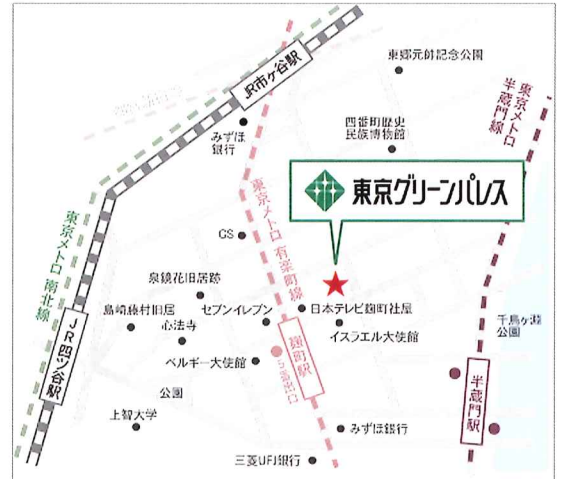 東郷元帥記念公園
JR市ヶ谷駅
東京メトロ
半蔵門線
みずほ
銀行
四番町歴史
民族博物館
東京グリーンパレス
東京メトロ 有楽町線
東京メトロ 南北線
GS
泉鏡花旧居跡
島崎藤村旧居
セブンイレブン
日本テレビ麹町社屋
心法寺
イスラエル大使館
千鳥ヶ淵
公園
JR四ツ谷駅
麹町駅
5番出口
ベルギー大使館
半蔵門駅
公園
上智大学
みずほ銀行
三菱UFJ銀行